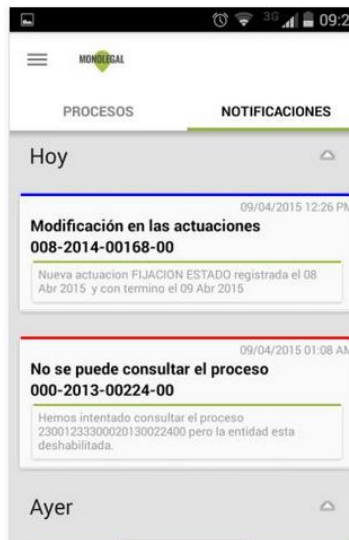 3G 09:2
MONOLEGAL
PROCESOS NOTIFICACIONES
Hoy
09/04/2015 12:26 PM
Modificación en las actuaciones
008-2014-00168-00
Nueva actuacion FIJACION ESTADO registrada el 08
Abr 2015 y con termino el 09 Abr 2015
09/04/2015 01:08 AM
No se puede consultar el proceso
000-2013-00224-00
Hemos intentado consultar el proceso
23001233300020130022400 pero la entidad esta
deshabilitada.
Ayer